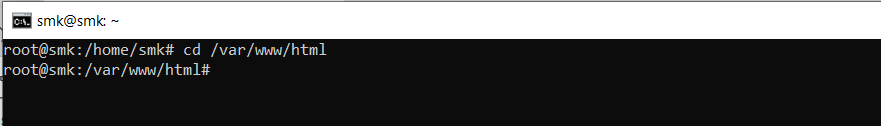 smk@smk: ~
root@smk:/home/smk# cd /var/www/html
root@smk:/var/www/html#